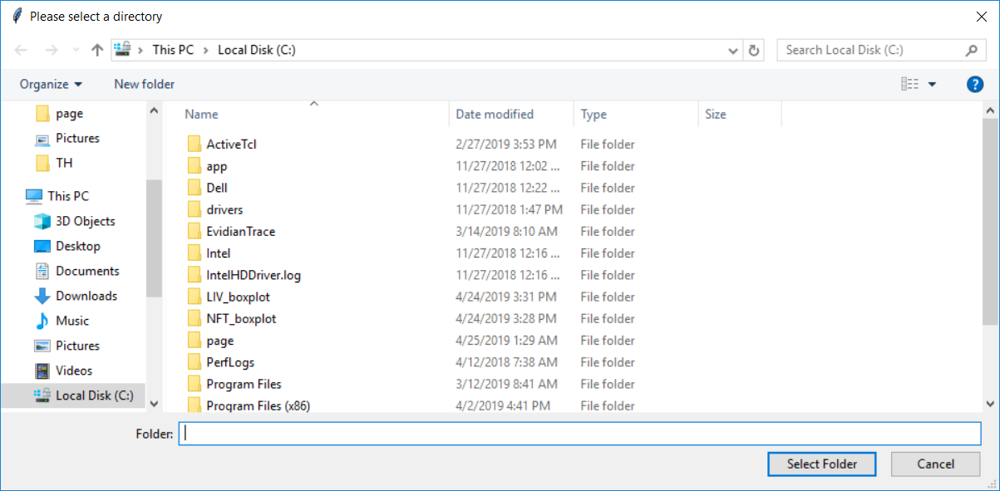 Please select a directory
This PC > Local Disk (C:)
Search Local Disk (C:)
Organize New folder
?
page
Pictures
TH
This PC
3D Objects
Desktop
Documents
Downloads
Music
Pictures
Videos
Local Disk (C:)
Name Date modified Type Size
ActiveTcl 2/27/2019 3:53 PM File folder
app 11/27/2018 12:02 ... File folder
Dell 11/27/2018 12:22 ... File folder
drivers 11/27/2018 1:47 PM File folder
EvidianTrace 3/14/2019 8:10 AM File folder
Intel 11/27/2018 12:16 ... File folder
IntelHDDriver.log 11/27/2018 12:16 ... File folder
LIV_boxplot 4/24/2019 3:31 PM File folder
NFT_boxplot 4/24/2019 3:28 PM File folder
page 4/25/2019 1:29 AM File folder
PerfLogs 4/12/2018 7:38 AM File folder
Program Files 3/12/2019 8:41 AM File folder
Program Files (x86) 4/2/2019 4:41 PM File folder
Folder:
Select Folder Cancel